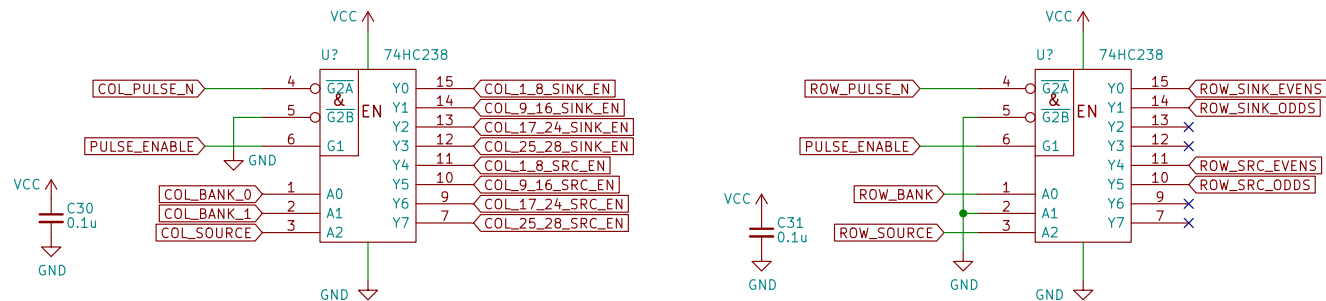 VCC
U?
74HC238
COL_PULSE_N
4
G2A
&
EN
5
G2B
PULSE_ENABLE
6
G1
GND
COL_BANK_0
1
A0
COL_BANK_1
2
A1
COL_SOURCE
3
A2
Y0
15
COL_1_8_SINK_EN
Y1
14
COL_9_16_SINK_EN
Y2
13
COL_17_24_SINK_EN
Y3
12
COL_25_28_SINK_EN
Y4
11
COL_1_8_SRC_EN
Y5
10
COL_9_16_SRC_EN
Y6
9
COL_17_24_SRC_EN
Y7
7
COL_25_28_SRC_EN
GND
VCC
C30
0.1u
GND
VCC
U?
74HC238
ROW_PULSE_N
4
G2A
&
EN
5
G2B
PULSE_ENABLE
6
G1
ROW_BANK
1
A0
2
A1
ROW_SOURCE
3
A2
Y0
15
ROW_SINK_EVENS
Y1
14
ROW_SINK_ODDS
Y2
13
Y3
12
Y4
11
ROW_SRC_EVENS
Y5
10
ROW_SRC_ODDS
Y6
9
Y7
7
GND
GND
VCC
C31
0.1u
GND